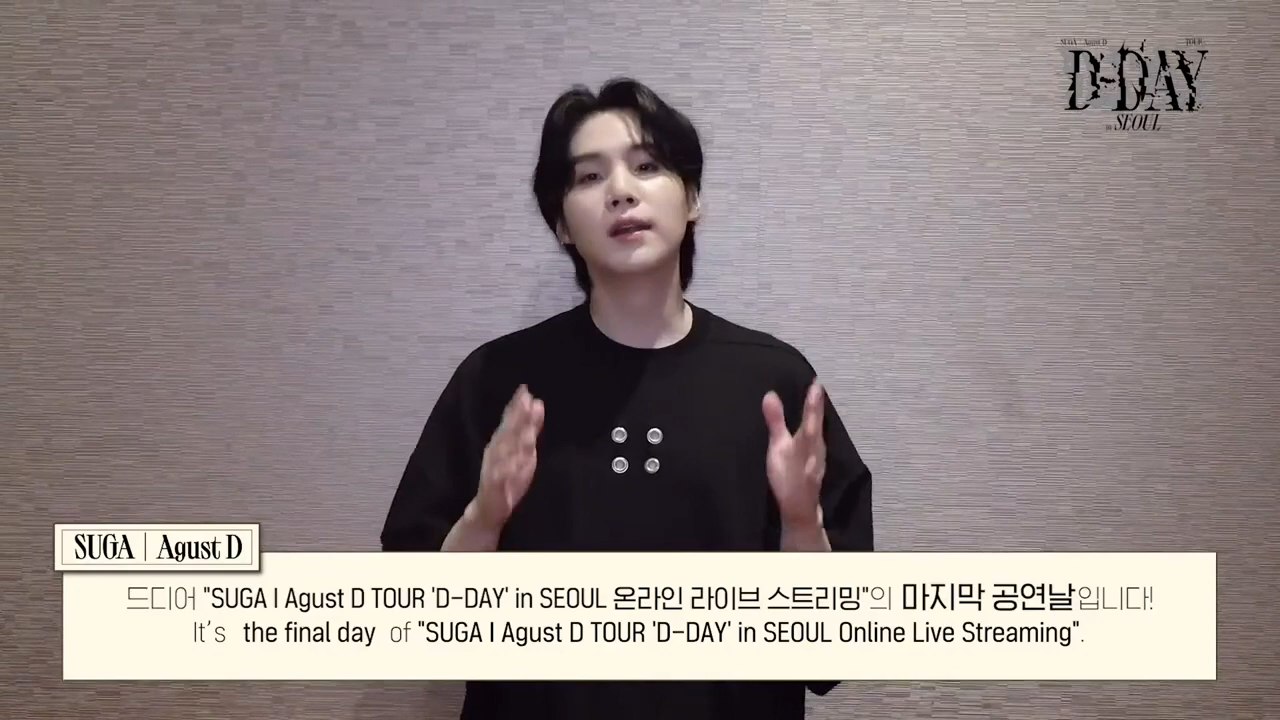 SUGA | Agust D TOUR
D-DAY
IN SEOUL
SUGA | Agust D
드디어 "SUGA I Agust D TOUR 'D-DAY' in SEOUL 온라인 라이브 스트리밍"의 마지막 공연날입니다!
It's the final day of "SUGA I Agust D TOUR 'D-DAY' in SEOUL Online Live Streaming".